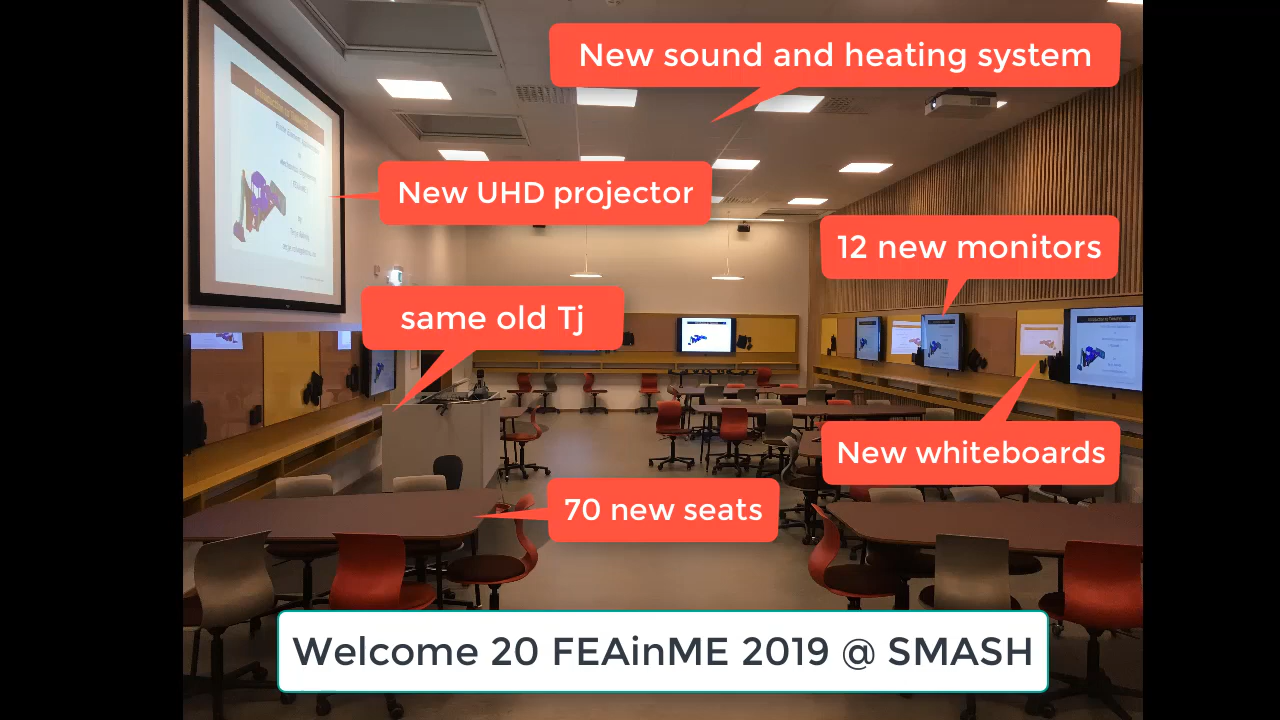 New sound and heating system
New UHD projector
12 new monitors
same old Tj
New whiteboards
70 new seats
Welcome 20 FEAinME 2019 @ SMASH